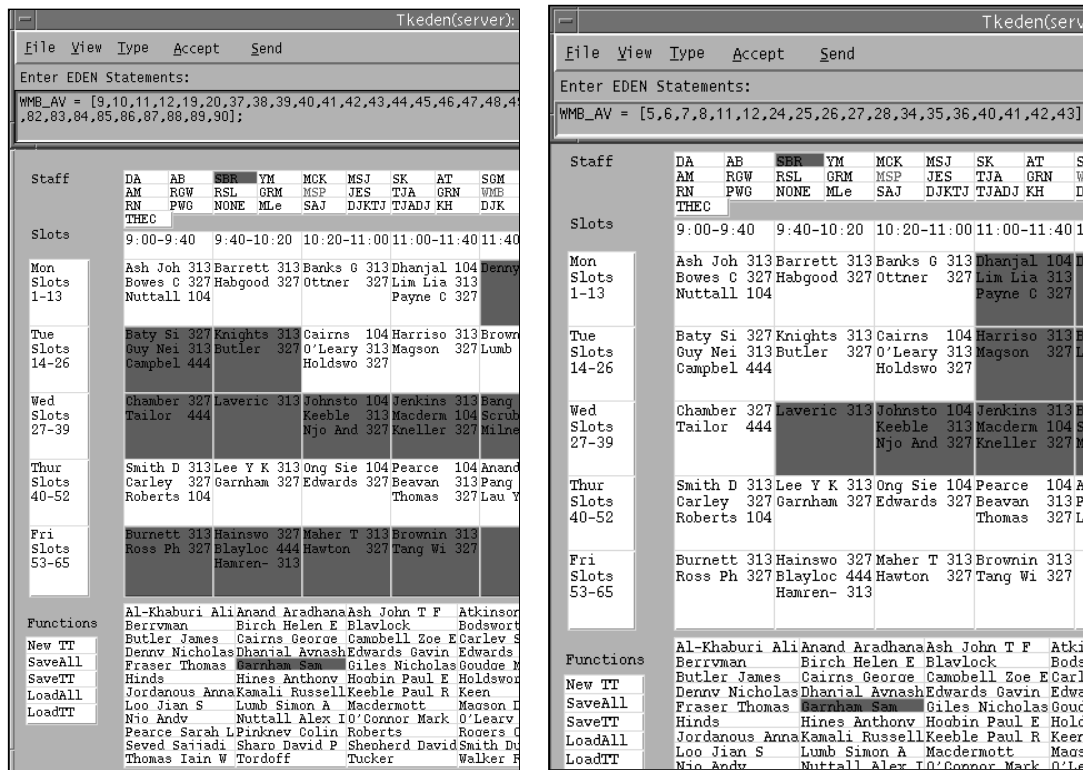 Tkeden(server):
File View Type Accept Send
Enter EDEN Statements:
WMB_AV = [9,10,11,12,19,20,37,38,39,40,41,42,43,44,45,46,47,48,49
,82,83,84,85,86,87,88,89,90];
Staff
DA AB SBR YM MCK MSJ SK AT SGM
AM RGW RSL GRM MSP JES TJA GRN WMB
RN PWG NONE MLe SAJ DJKTJ TJADJ KH DJK
THEC
Slots
9:00-9:40 9:40-10:20 10:20-11:00 11:00-11:40 11:40
Mon Slots 1-13
Ash Joh 313 Barrett 313 Banks G 313 Dhanjal 104 Denny
Bowes C 327 Habgood 327 Ottner 327 Lim Lia 313
Nuttall 104 Payne C 327
Tue Slots 14-26
Baty Si 327 Knights 313 Cairns 104 Harriso 313 Brown
Guy Nei 313 Butler 327 O'Leary 313 Magson 327 Lumb
Campbel 444 Holdswo 327
Wed Slots 27-39
Chamber 327 Laveric 313 Johnsto 104 Jenkins 313 Bang
Tailor 444 Keeble 313 Macderm 104 Scrub
Njo And 327 Kneller 327 Milne
Thur Slots 40-52
Smith D 313 Lee Y K 313 Ong Sie 104 Pearce 104 Anand
Carley 327 Garnham 327 Edwards 327 Beavan 313 Pang
Roberts 104 Thomas 327 Lau Y
Fri Slots 53-65
Burnett 313 Hainswo 327 Maher T 313 Brownin 313
Ross Ph 327 Blayloc 444 Hawton 327 Tang Wi 327
Hamren- 313
Functions
New TT
SaveAll
SaveTT
LoadAll
LoadTT
Al-Khaburi Ali Anand Aradhana Ash John T F Atkinson
Berryman Birch Helen E Blaylock Bodswort
Butler James Cairns George Campbell Zoe E Carley S
Denny Nicholas Dhanjal Avnash Edwards Gavin Edwards
Fraser Thomas Garnham Sam Giles Nicholas Goudge M
Hinds Hines Anthony Hogbin Paul E Holdswor
Jordanous Anna Kamali Russell Keeble Paul R Keen
Loo Jian S Lumb Simon A Macdermott Magson D
Njo Andy Nuttall Alex I O'Connor Mark O'Leary
Pearce Sarah L Pinkney Colin Roberts Rogers C
Seyed Sajjadi Sharp David P Shepherd David Smith Du
Thomas Iain W Tordoff Tucker Walker R
Tkeden(serv
File View Type Accept Send
Enter EDEN Statements:
WMB_AV = [5,6,7,8,11,12,24,25,26,27,28,34,35,36,40,41,42,43]
Staff
DA AB SBR YM MCK MSJ SK AT S
AM RGW RSL GRM MSP JES TJA GRN W
RN PWG NONE MLe SAJ DJKTJ TJADJ KH D
THEC
Slots
9:00-9:40 9:40-10:20 10:20-11:00 11:00-11:40 1
Mon Slots 1-13
Ash Joh 313 Barrett 313 Banks G 313 Dhanjal 104 D
Bowes C 327 Habgood 327 Ottner 327 Lim Lia 313
Nuttall 104 Payne C 327
Tue Slots 14-26
Baty Si 327 Knights 313 Cairns 104 Harriso 313 B
Guy Nei 313 Butler 327 O'Leary 313 Magson 327 L
Campbel 444 Holdswo 327
Wed Slots 27-39
Chamber 327 Laveric 313 Johnsto 104 Jenkins 313 B
Tailor 444 Keeble 313 Macderm 104 S
Njo And 327 Kneller 327 M
Thur Slots 40-52
Smith D 313 Lee Y K 313 Ong Sie 104 Pearce 104 A
Carley 327 Garnham 327 Edwards 327 Beavan 313 P
Roberts 104 Thomas 327 L
Fri Slots 53-65
Burnett 313 Hainswo 327 Maher T 313 Brownin 313
Ross Ph 327 Blayloc 444 Hawton 327 Tang Wi 327
Hamren- 313
Functions
New TT
SaveAll
SaveTT
LoadAll
LoadTT
Al-Khaburi Ali Anand Aradhana Ash John T F Atki
Berryman Birch Helen E Blaylock Bods
Butler James Cairns George Campbell Zoe E Carl
Denny Nicholas Dhanjal Avnash Edwards Gavin Edwa
Fraser Thomas Garnham Sam Giles Nicholas Goud
Hinds Hines Anthony Hogbin Paul E Hold
Jordanous Anna Kamali Russell Keeble Paul R Keen
Loo Jian S Lumb Simon A Macdermott Mags
Njo Andy Nuttall Alex I O'Connor Mark O'Le